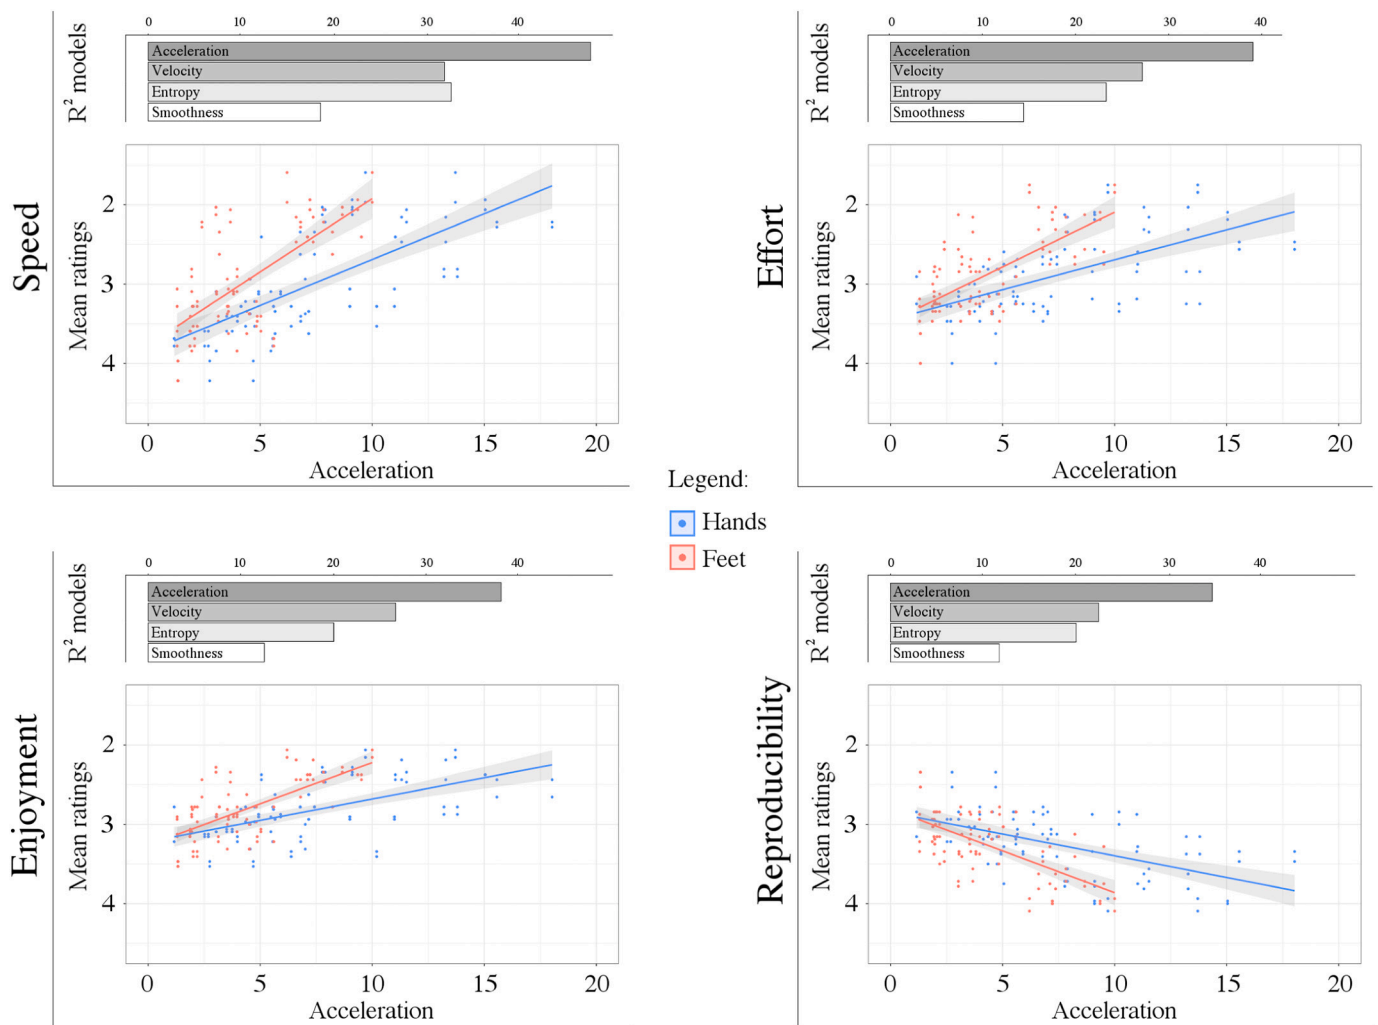 0 10 20 30 40
R² models
Acceleration
Velocity
Entropy
Smoothness
Speed
Mean ratings
2
3
4
0 5 10 15 20
Acceleration
0 10 20 30 40
R² models
Acceleration
Velocity
Entropy
Smoothness
Effort
Mean ratings
2
3
4
0 5 10 15 20
Acceleration
Legend:
Hands
Feet
0 10 20 30 40
R² models
Acceleration
Velocity
Entropy
Smoothness
Enjoyment
Mean ratings
2
3
4
0 5 10 15 20
Acceleration
0 10 20 30 40
R² models
Acceleration
Velocity
Entropy
Smoothness
Reproducibility
Mean ratings
2
3
4
0 5 10 15 20
Acceleration